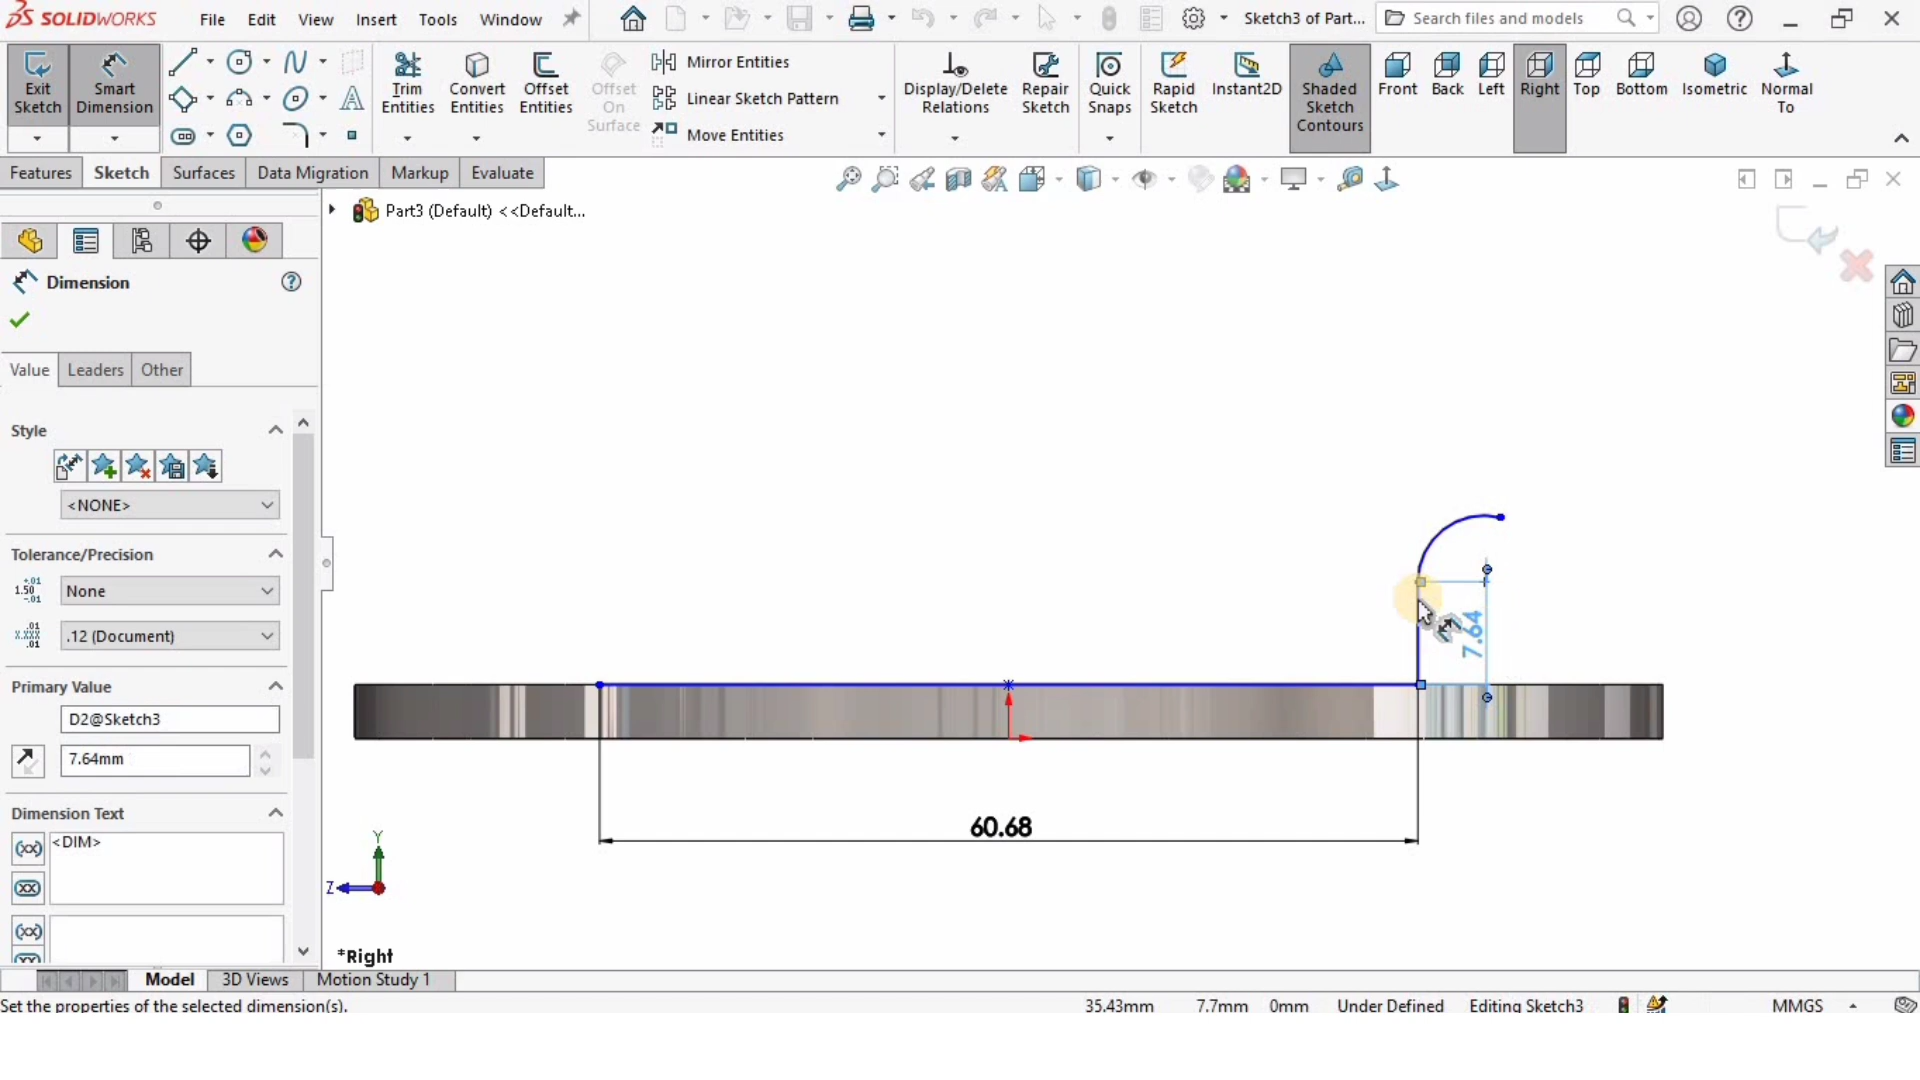 SOLIDWORKS File Edit View Insert Tools Window Sketch3 of Part... Search files and models
Exit Sketch
Smart Dimension
Trim Entities
Convert Entities
Offset Entities
Offset On Surface
Mirror Entities
Linear Sketch Pattern
Move Entities
Display/Delete Relations
Repair Sketch
Quick Snaps
Rapid Sketch
Instant2D
Shaded Sketch Contours
Front Back Left Right Top Bottom Isometric Normal To
Features Sketch Surfaces Data Migration Markup Evaluate
Part3 (Default) <<Default...
Dimension
Value Leaders Other
Style
<NONE>
Tolerance/Precision
None
.12 (Document)
Primary Value
D2@Sketch3
7.64mm
Dimension Text
<DIM>
7.64
60.68
Y
Z
*Right
Model 3D Views Motion Study 1
Set the properties of the selected dimension(s). 35.43mm 7.7mm 0mm Under Defined Editing Sketch3 MMGS